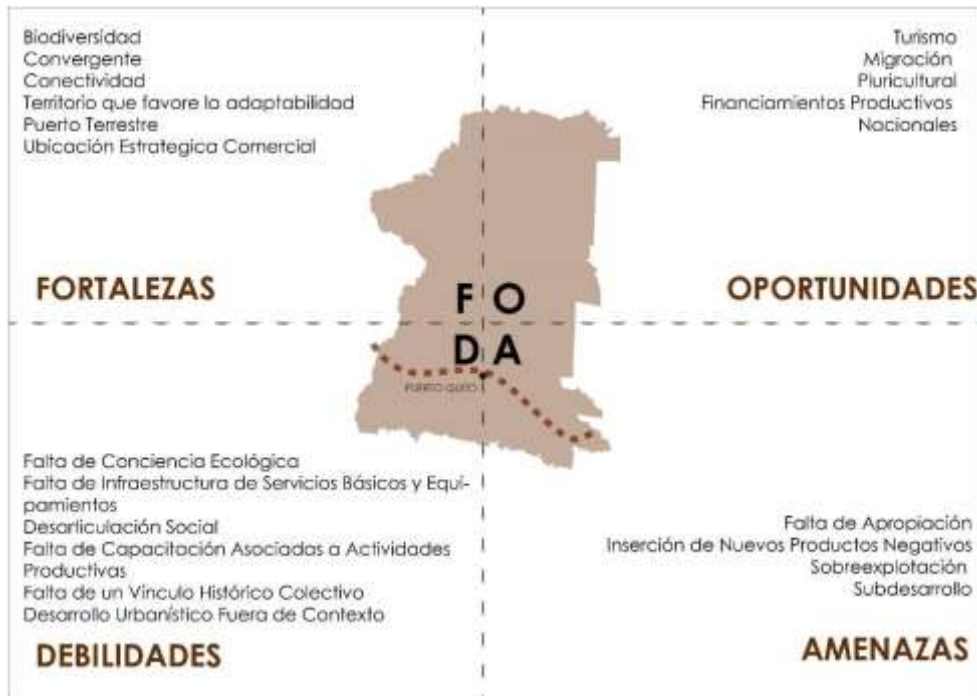 Biodiversidad
Convergente
Conectividad
Territorio que favore la adaptabilidad
Puerto Terrestre
Ubicación Estrategica Comercial
FORTALEZAS
Turismo
Migración
Pluricultural
Financiamientos Productivos
Nacionales
OPORTUNIDADES
F O
D A
PUERTO QUITO
Falta de Conciencia Ecológica
Falta de Infraestructura de Servicios Básicos y Equi-
pamientos
Desarticulación Social
Falta de Capacitación Asociadas a Actividades
Productivas
Falta de un Vinculo Histórico Colectivo
Desarrollo Urbanístico Fuera de Contexto
DEBILIDADES
Falta de Apropiación
Inserción de Nuevos Productos Negativos
Sobreexplotación
Subdesarrollo
AMENAZAS